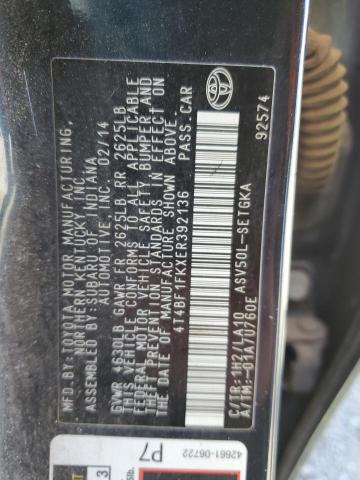 MFD.BY:TOYOTA MOTOR MANUFACTURING,
NORTHERN KENTUCKY, INC.
ASSEMBLED BY: SUBARU OF INDIANA
AUTOMOTIVE, INC. 02/14
GVWR 4630LB GAWR FR 2625LB RR 2625LB
THIS VEHICLE CONFORMS TO ALL APPLICABLE
FEDERAL MOTOR VEHICLE SAFETY, BUMPER AND
THEFT PREVENTION STANDARDS IN EFFECT ON
THE DATE OF MANUFACTURE SHOWN ABOVE.
4T4BF1FKXER392136 PASS.CAR
C/TR:1H2/LA10 ASV50L-SETGKA
A/TM:-01A/U760E
92574
42661-06722
P7
3